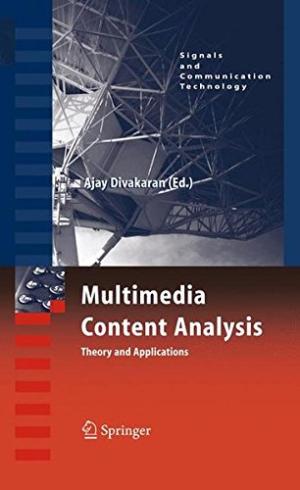 Signals
and
Communication
Technology
Ajay Divakaran (Ed.)
Multimedia
Content Analysis
Theory and Applications
Springer